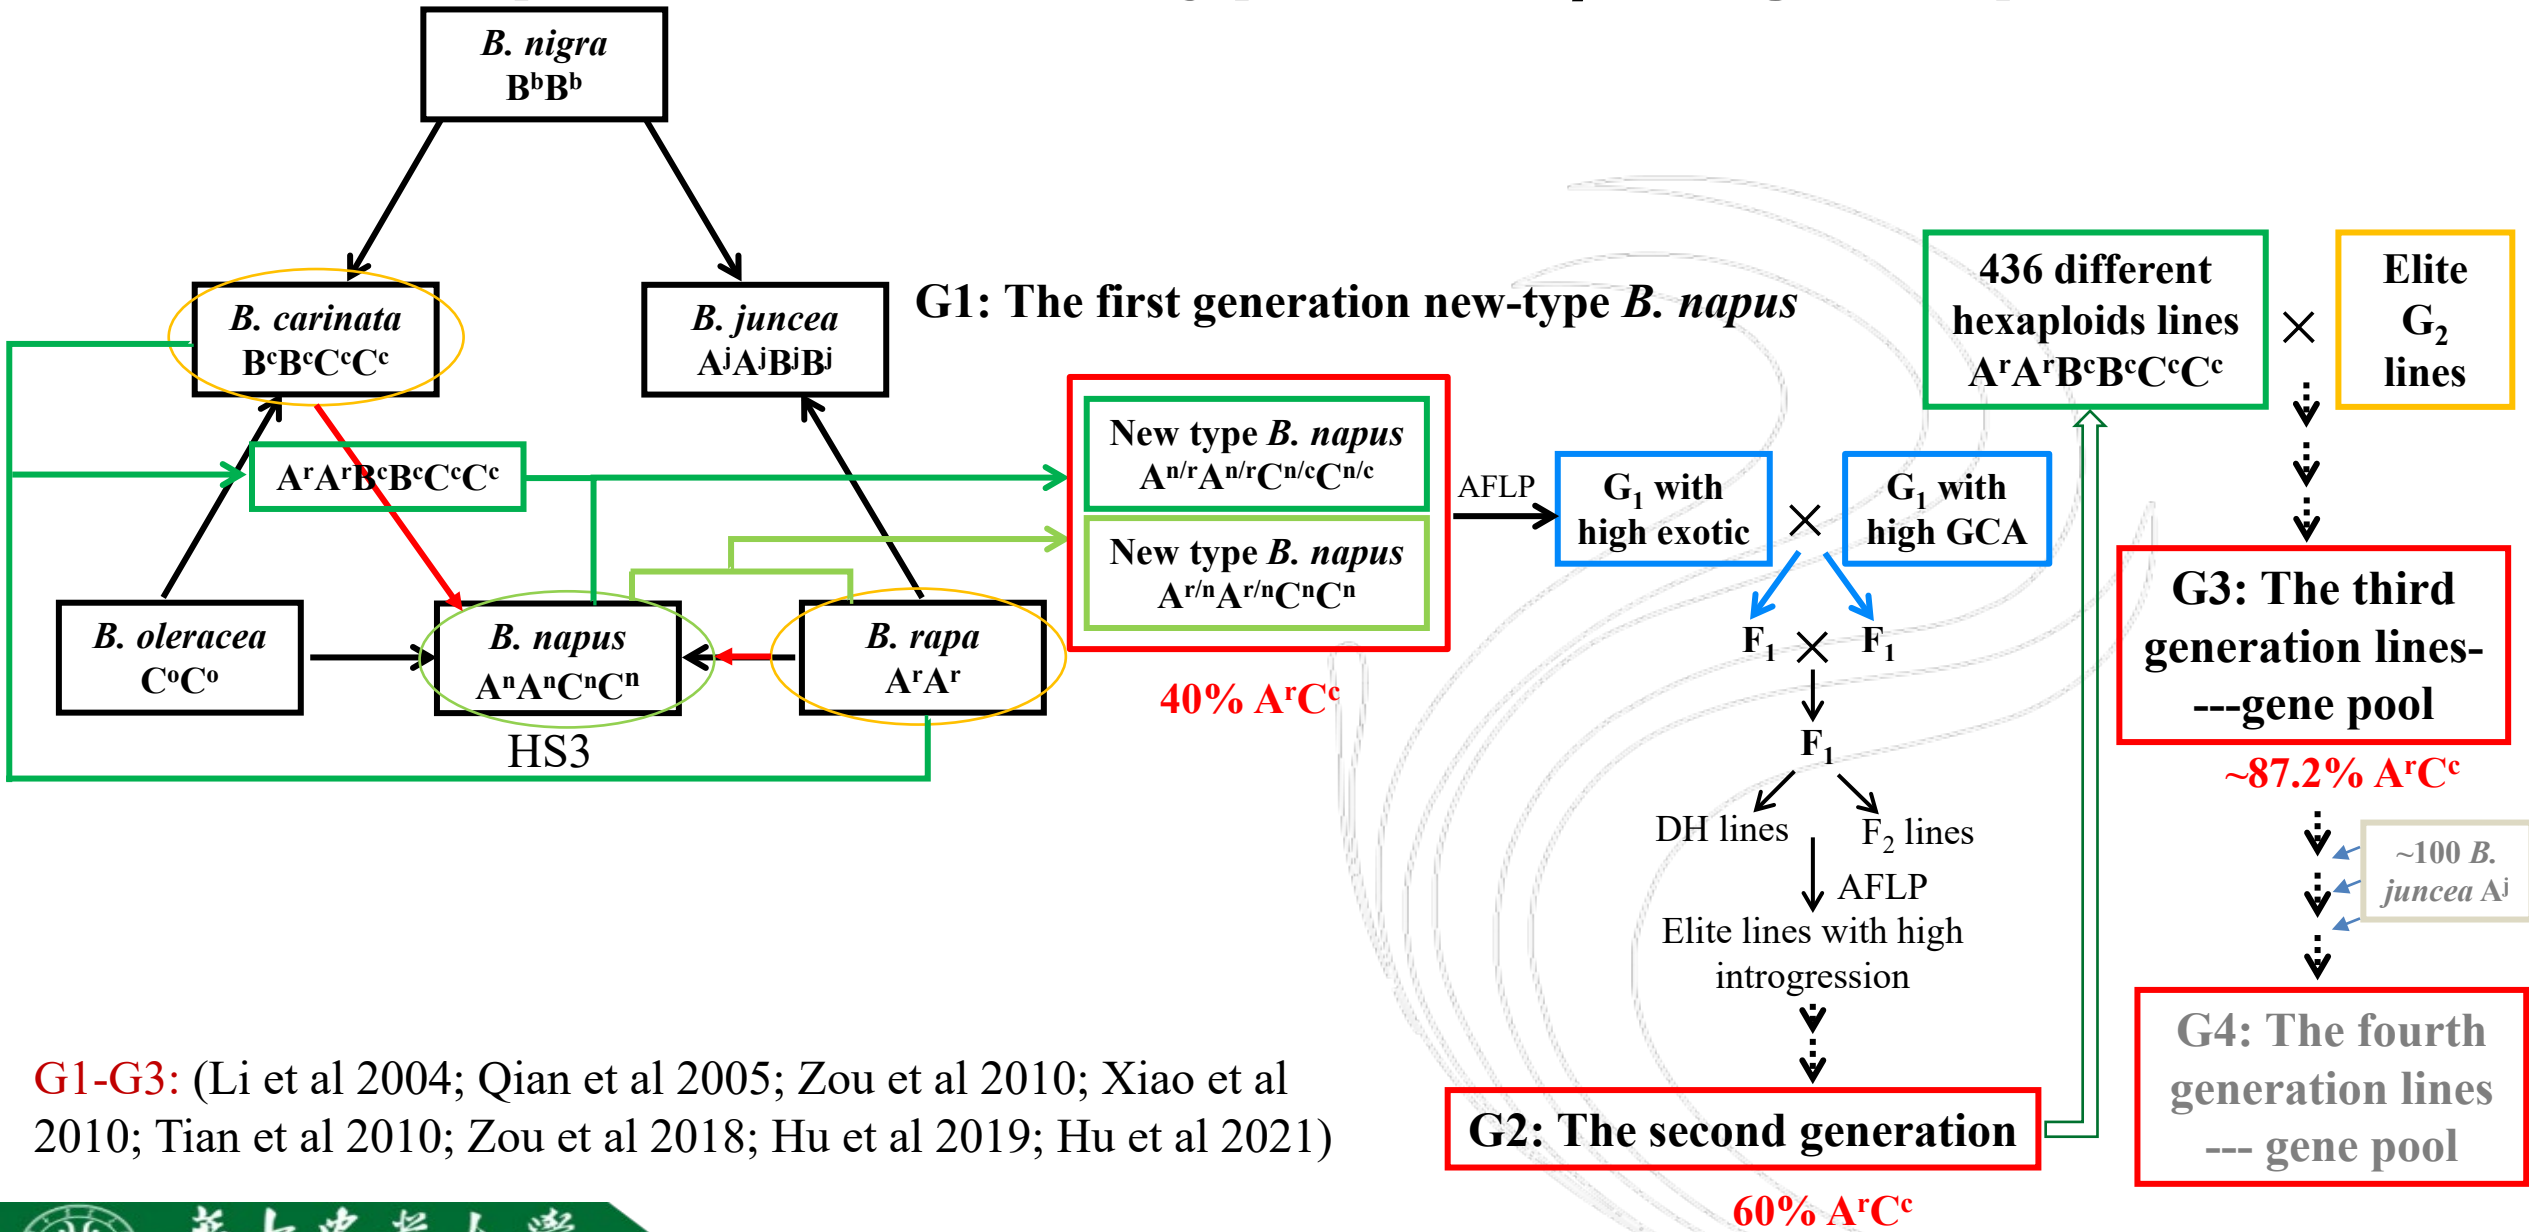 B. nigra
BᵇBᵇ
B. carinata
BᶜBᶜCᶜCᶜ
B. juncea
AʲAʲBʲBʲ
G1: The first generation new-type B. napus
AʳAʳBᶜBᶜCᶜCᶜ
B. oleracea
CᵒCᵒ
B. napus
AⁿAⁿCⁿCⁿ
HS3
B. rapa
AʳAʳ
New type B. napus
Aⁿ/ʳAⁿ/ʳCⁿ/ᶜCⁿ/ᶜ
New type B. napus
Aʳ/ⁿAʳ/ⁿCⁿCⁿ
40% AʳCᶜ
AFLP
G₁ with
high exotic
×
G₁ with
high GCA
F₁ × F₁
F₁
DH lines
F₂ lines
AFLP
Elite lines with high
introgression
G2: The second generation
60% AʳCᶜ
436 different
hexaploids lines
AʳAʳBᶜBᶜCᶜCᶜ
×
Elite
G₂
lines
G3: The third
generation lines-
---gene pool
~87.2% AʳCᶜ
~100 B.
juncea Aʲ
G4: The fourth
generation lines
--- gene pool
G1-G3: (Li et al 2004; Qian et al 2005; Zou et al 2010; Xiao et al
2010; Tian et al 2010; Zou et al 2018; Hu et al 2019; Hu et al 2021)